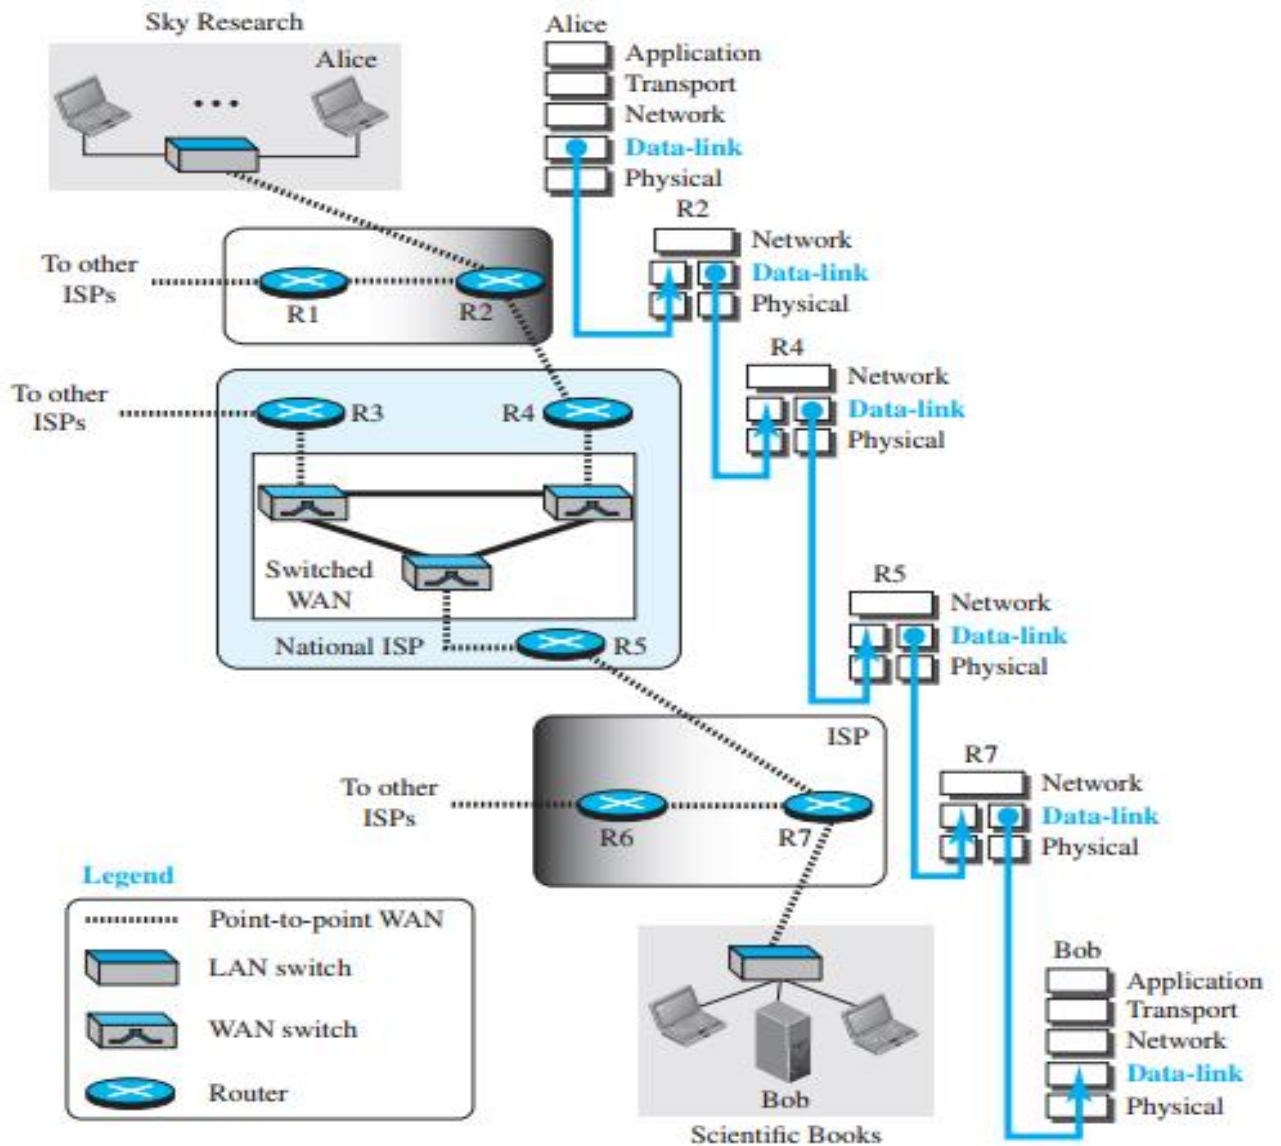 Sky Research
Alice
Alice
Application
Transport
Network
Data-link
Physical
R2
Network
Data-link
Physical
To other
ISPs
R1
R2
R4
Network
Data-link
Physical
To other
ISPs
R3
R4
Switched
WAN
National ISP
R5
R5
Network
Data-link
Physical
ISP
To other
ISPs
R6
R7
R7
Network
Data-link
Physical
Legend
Point-to-point WAN
LAN switch
WAN switch
Router
Bob
Scientific Books
Bob
Application
Transport
Network
Data-link
Physical